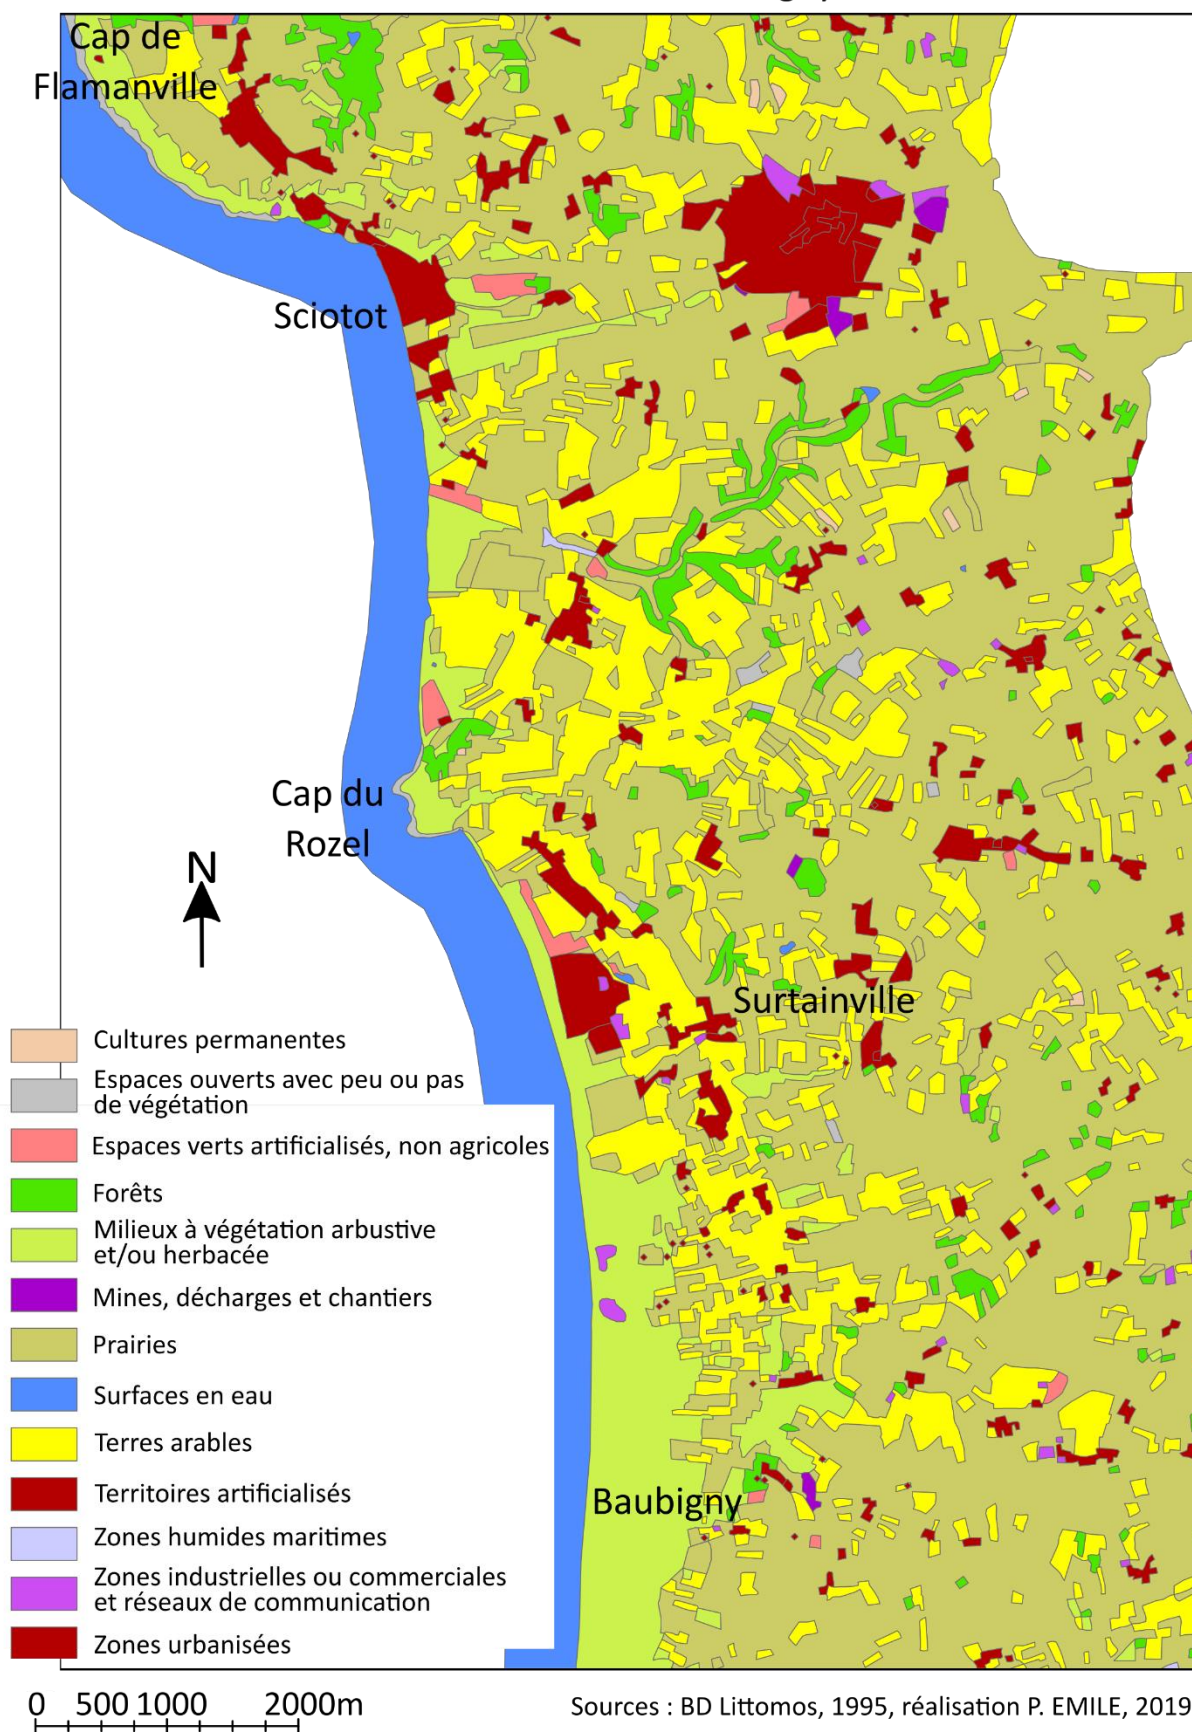 Cap de
Flamanville
Sciotot
Cap du
Rozel
N
Surtainville
Baubigny
Cultures permanentes
Espaces ouverts avec peu ou pas
de végétation
Espaces verts artificialisés, non agricoles
Forêts
Milieux à végétation arbustive
et/ou herbacée
Mines, décharges et chantiers
Prairies
Surfaces en eau
Terres arables
Territoires artificialisés
Zones humides maritimes
Zones industrielles ou commerciales
et réseaux de communication
Zones urbanisées
0 500 1000 2000m
Sources : BD Littomos, 1995, réalisation P. EMILE, 2019